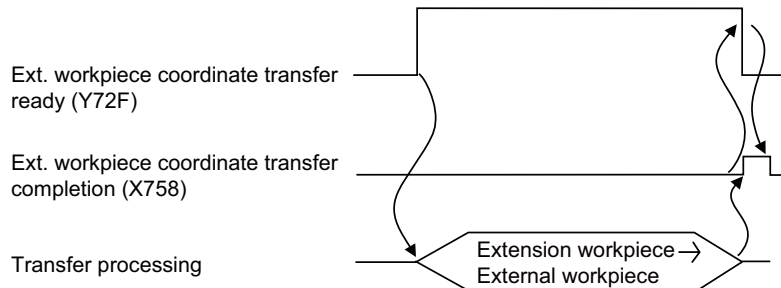 Ext. workpiece coordinate transfer
ready (Y72F)
Ext. workpiece coordinate transfer
completion (X758)
Transfer processing
Extension workpiece →
External workpiece